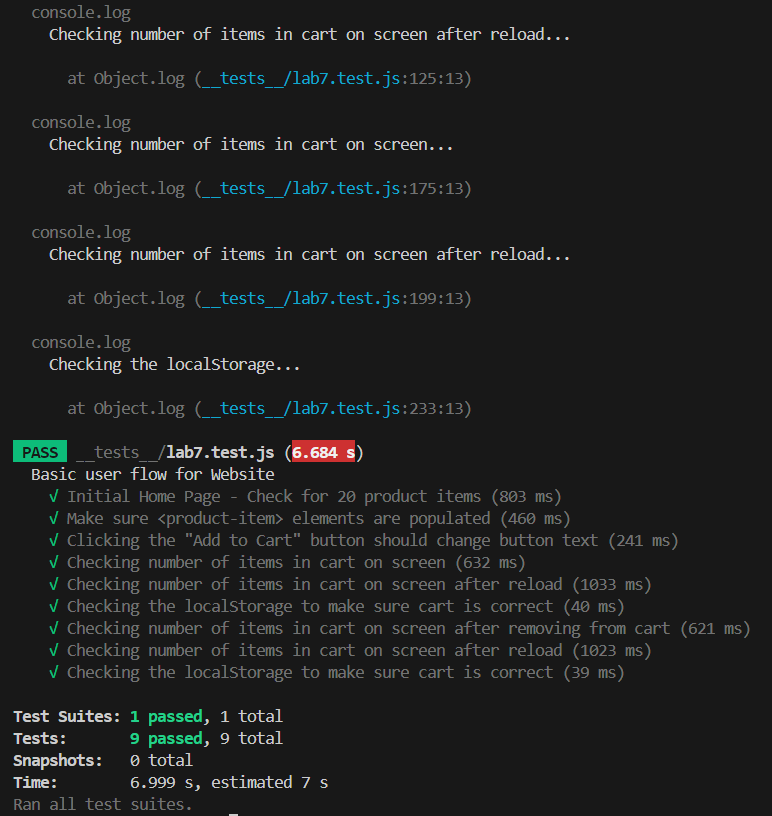 console.log
Checking number of items in cart on screen after reload...
at Object.log (__tests__/lab7.test.js:125:13)
console.log
Checking number of items in cart on screen...
at Object.log (__tests__/lab7.test.js:175:13)
console.log
Checking number of items in cart on screen after reload...
at Object.log (__tests__/lab7.test.js:199:13)
console.log
Checking the localStorage...
at Object.log (__tests__/lab7.test.js:233:13)
PASS __tests__/lab7.test.js (6.684 s)
Basic user flow for Website
√ Initial Home Page - Check for 20 product items (803 ms)
√ Make sure <product-item> elements are populated (460 ms)
√ Clicking the "Add to Cart" button should change button text (241 ms)
√ Checking number of items in cart on screen (632 ms)
√ Checking number of items in cart on screen after reload (1033 ms)
√ Checking the localStorage to make sure cart is correct (40 ms)
√ Checking number of items in cart on screen after removing from cart (621 ms)
√ Checking number of items in cart on screen after reload (1023 ms)
√ Checking the localStorage to make sure cart is correct (39 ms)
Test Suites: 1 passed, 1 total
Tests: 9 passed, 9 total
Snapshots: 0 total
Time: 6.999 s, estimated 7 s
Ran all test suites.